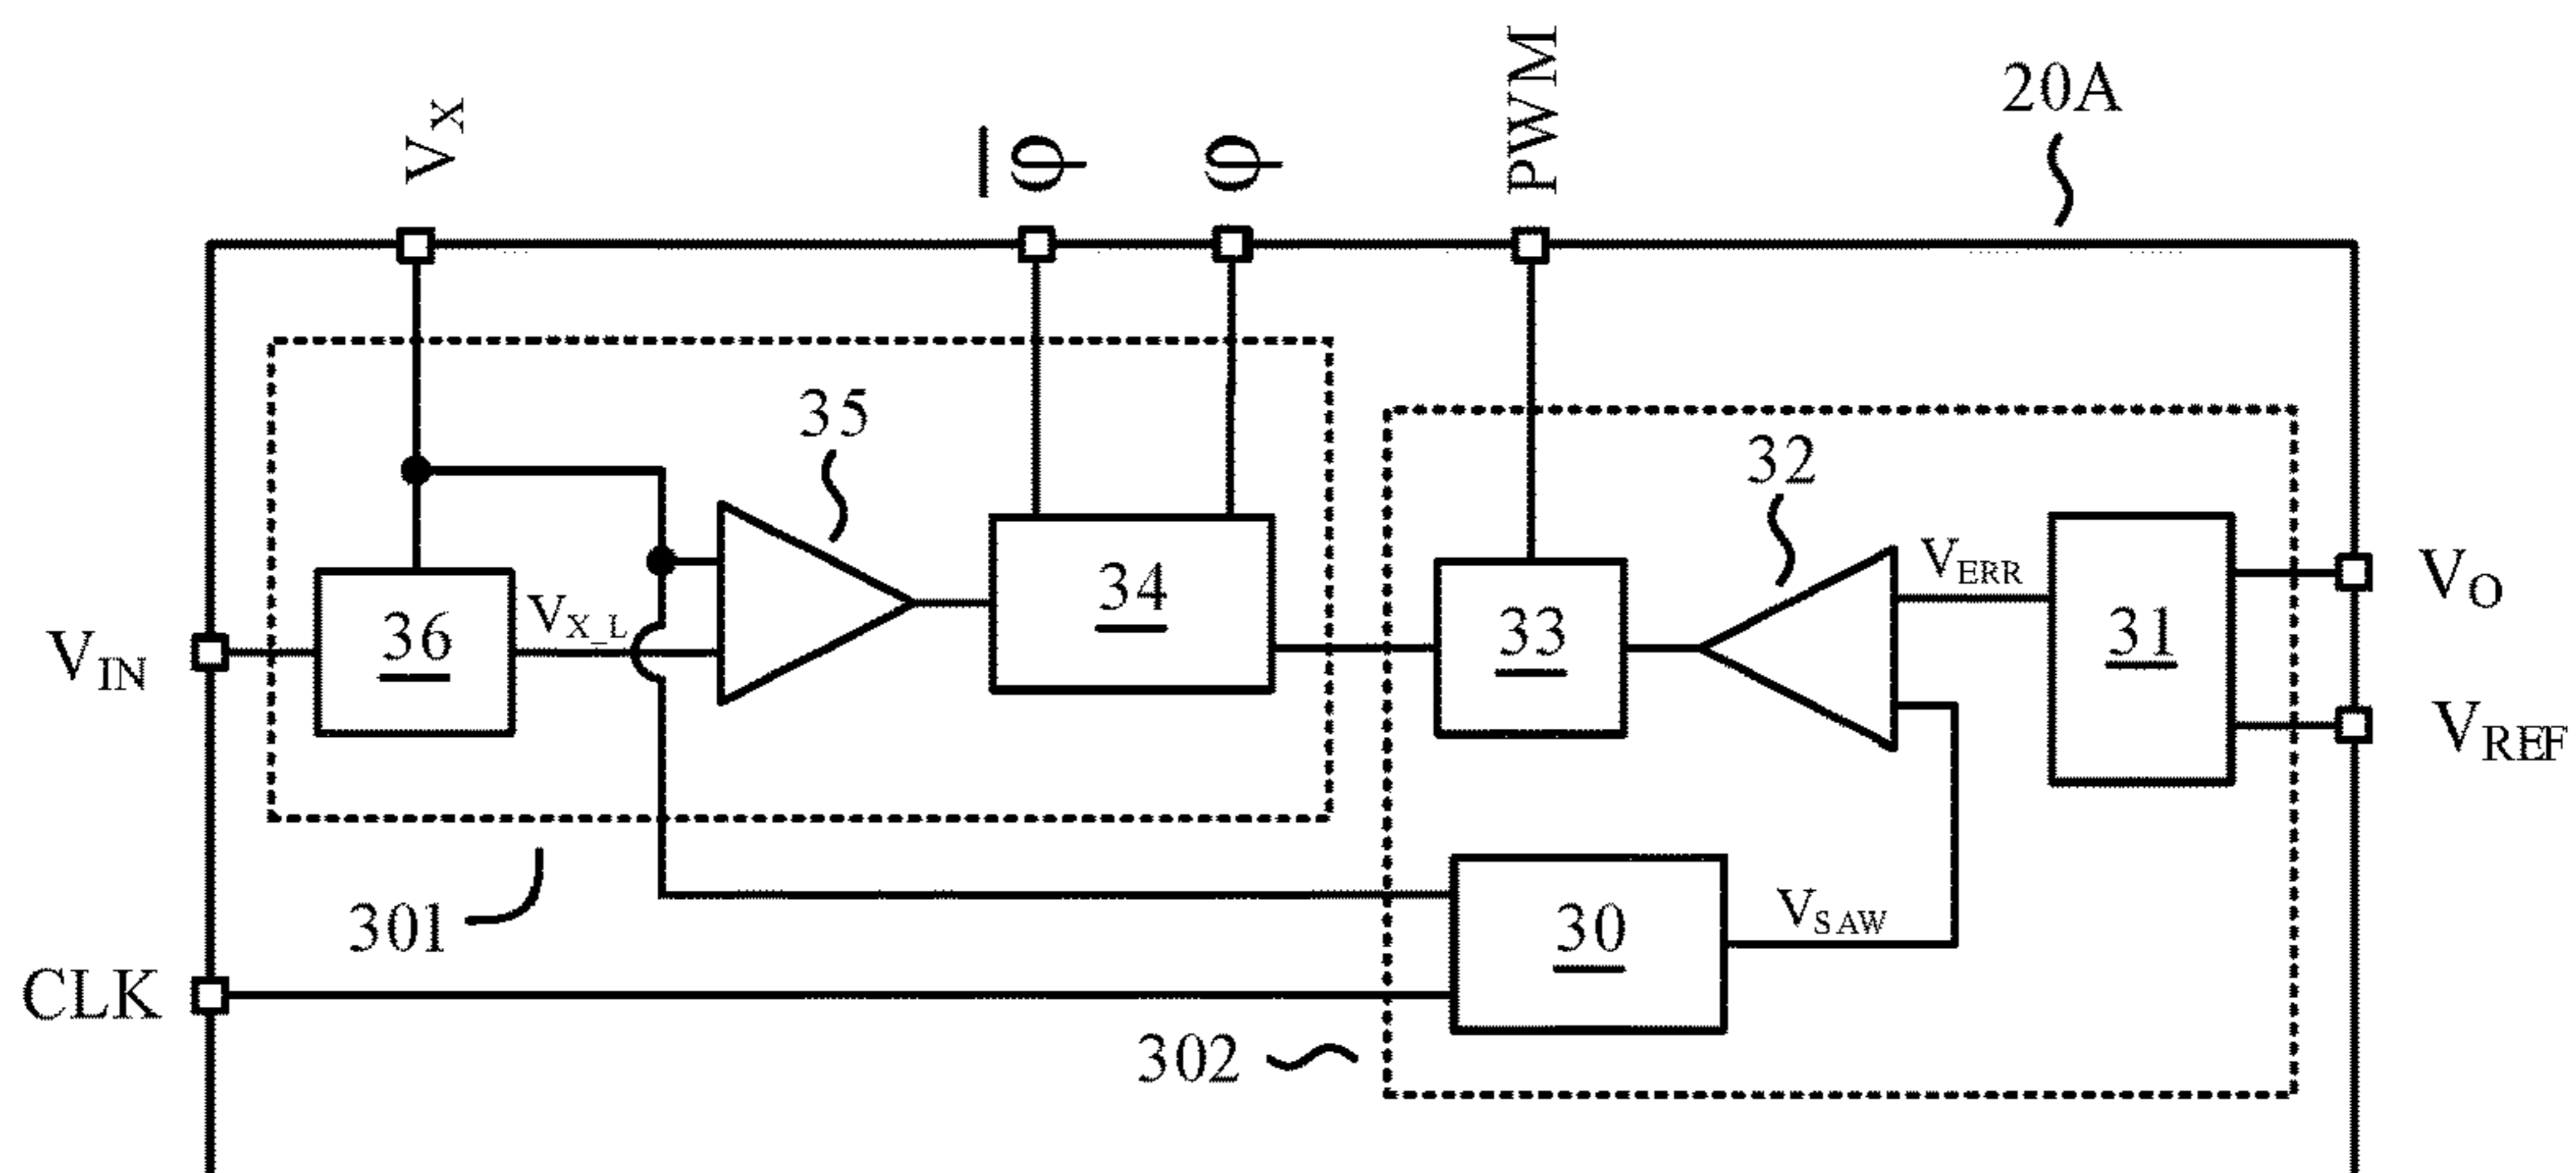 V_X
φ̅
φ
PWM
20A
35
32
V_ERR
V_O
34
V_X_L
36
33
31
V_IN
V_REF
301
30
V_SAW
CLK
302